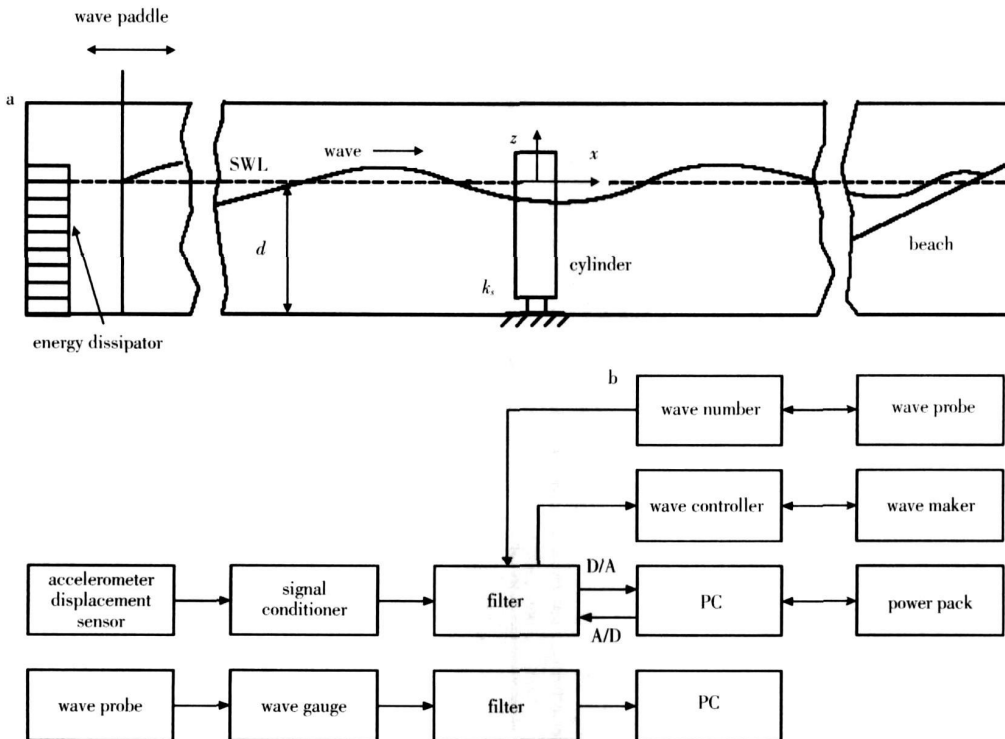 wave paddle
a
z
wave
x
SWL
d
beach
cylinder
kₛ
energy dissipator
b
wave number
wave probe
wave controller
wave maker
accelerometer
displacement
sensor
signal
conditioner
filter
D/A
A/D
PC
power pack
wave probe
wave gauge
filter
PC